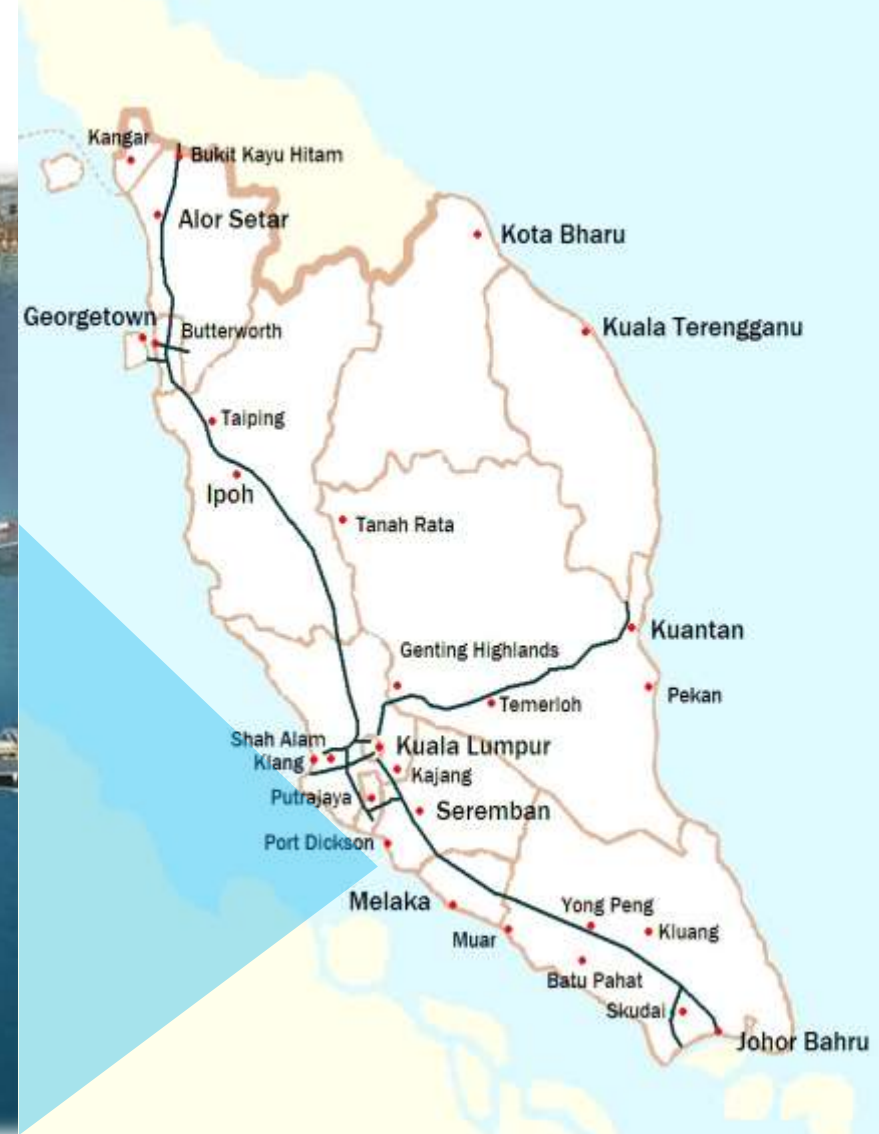 Kangar
Bukit Kayu Hitam
Alor Setar
Kota Bharu
Georgetown
Butterworth
Kuala Terengganu
Taiping
Ipoh
Tanah Rata
Kuantan
Genting Highlands
Pekan
Temerloh
Shah Alam
Kuala Lumpur
Klang
Kajang
Putrajaya
Seremban
Port Dickson
Melaka
Yong Peng
Muar
Kluang
Batu Pahat
Skudai
Johor Bahru